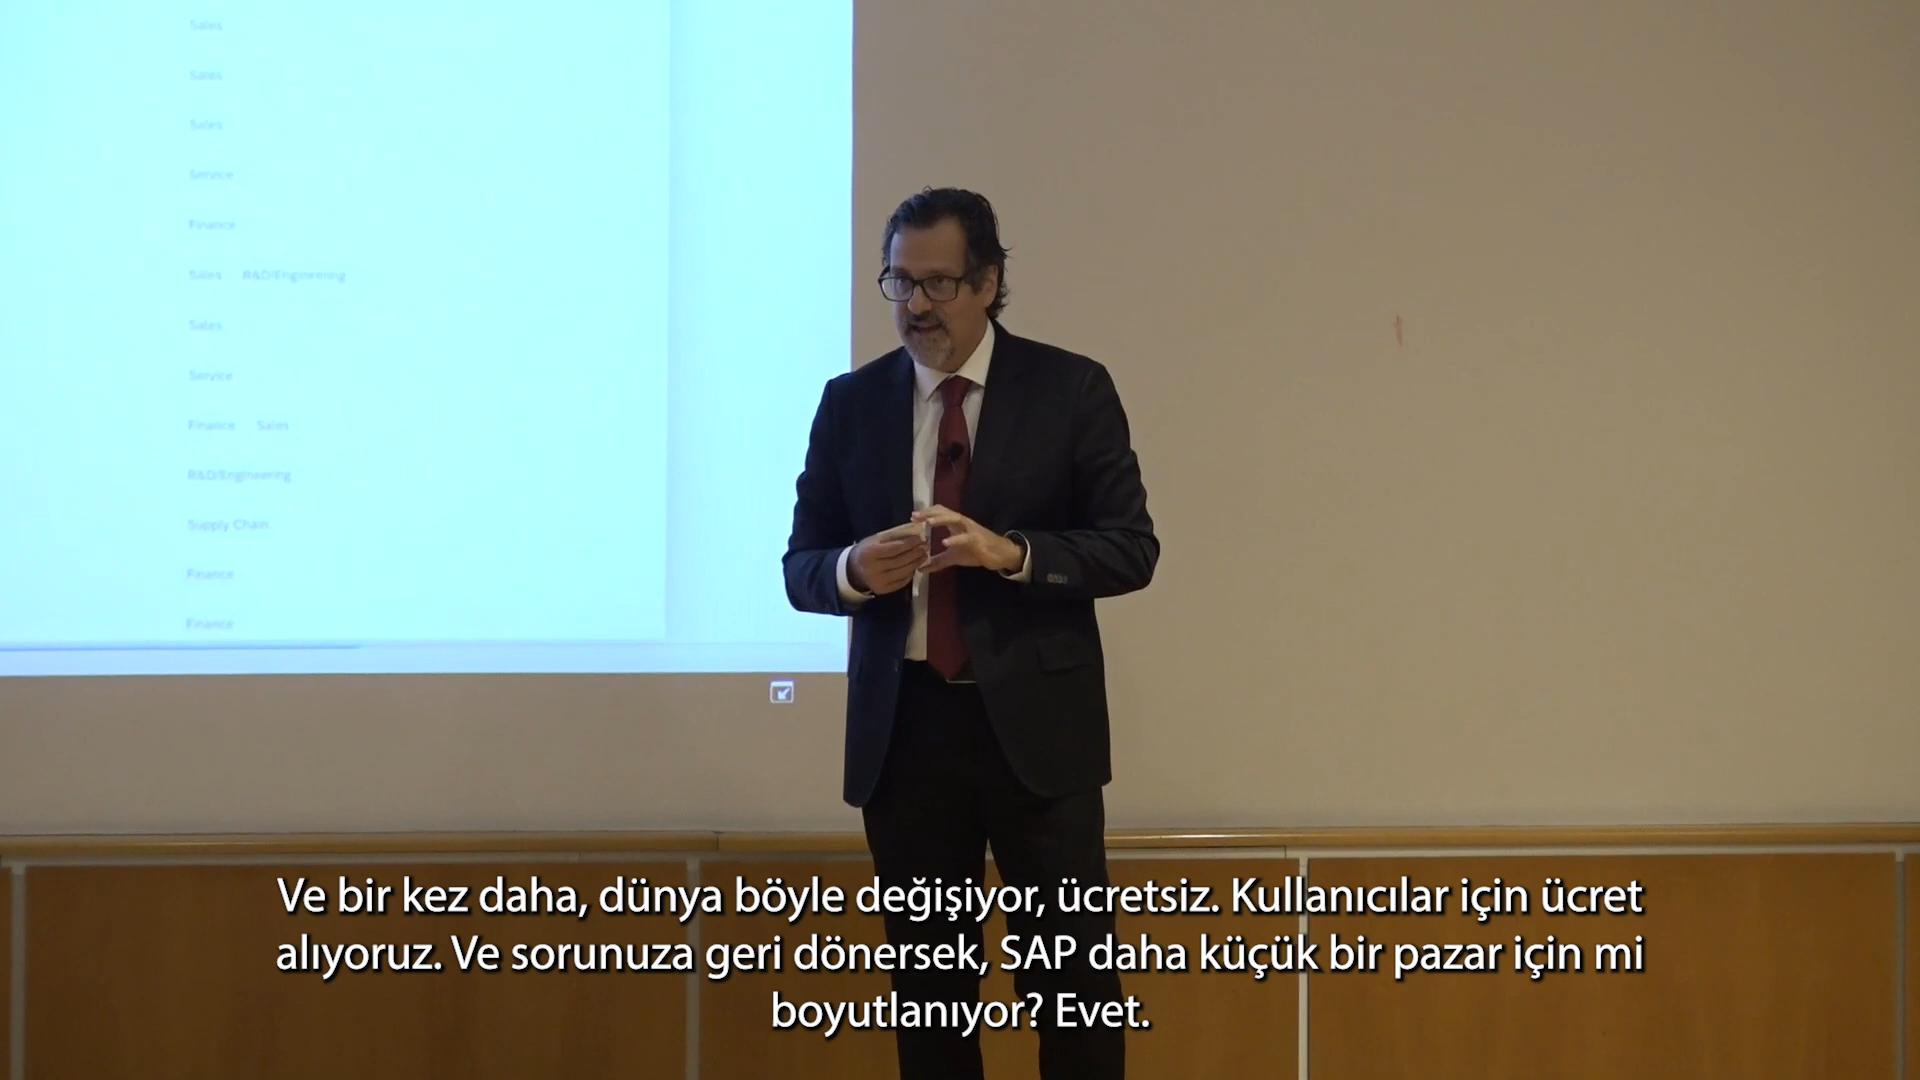 Sales
Sales
Sales
Service
Finance
Sales R&D/Engineering
Sales
Service
Finance Sales
R&D/Engineering
Supply Chain
Finance
Finance
Ve bir kez daha, dünya böyle değişiyor, ücretsiz. Kullanıcılar için ücret
alıyoruz. Ve sorunuza geri dönersek, SAP daha küçük bir pazar için mi
boyutlanıyor? Evet.